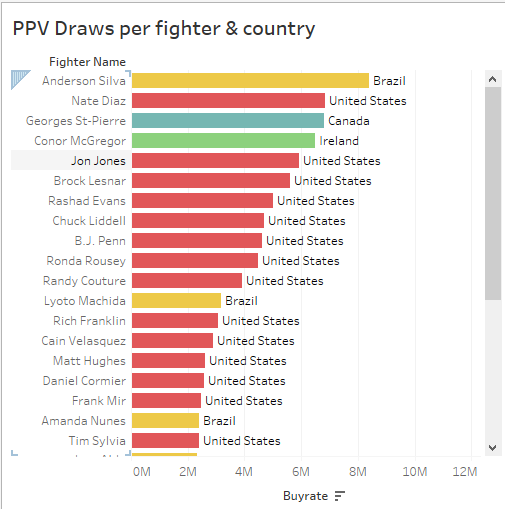 PPV Draws per fighter & country
Fighter Name
Anderson Silva Brazil
Nate Diaz United States
Georges St-Pierre Canada
Conor McGregor Ireland
Jon Jones United States
Brock Lesnar United States
Rashad Evans United States
Chuck Liddell United States
B.J. Penn United States
Ronda Rousey United States
Randy Couture United States
Lyoto Machida Brazil
Rich Franklin United States
Cain Velasquez United States
Matt Hughes United States
Daniel Cormier United States
Frank Mir United States
Amanda Nunes Brazil
Tim Sylvia United States
0M 2M 4M 6M 8M 10M 12M
Buyrate